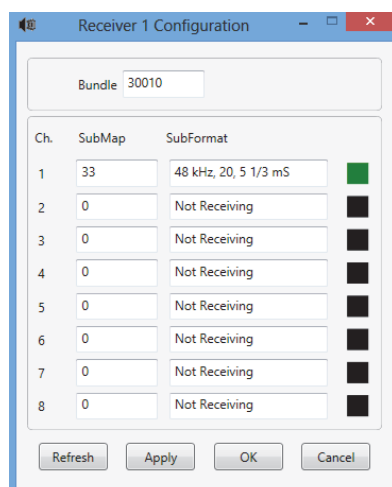 Receiver 1 Configuration
Bundle 30010
Ch. SubMap SubFormat
1 33 48 kHz, 20, 5 1/3 mS
2 0 Not Receiving
3 0 Not Receiving
4 0 Not Receiving
5 0 Not Receiving
6 0 Not Receiving
7 0 Not Receiving
8 0 Not Receiving
Refresh Apply OK Cancel